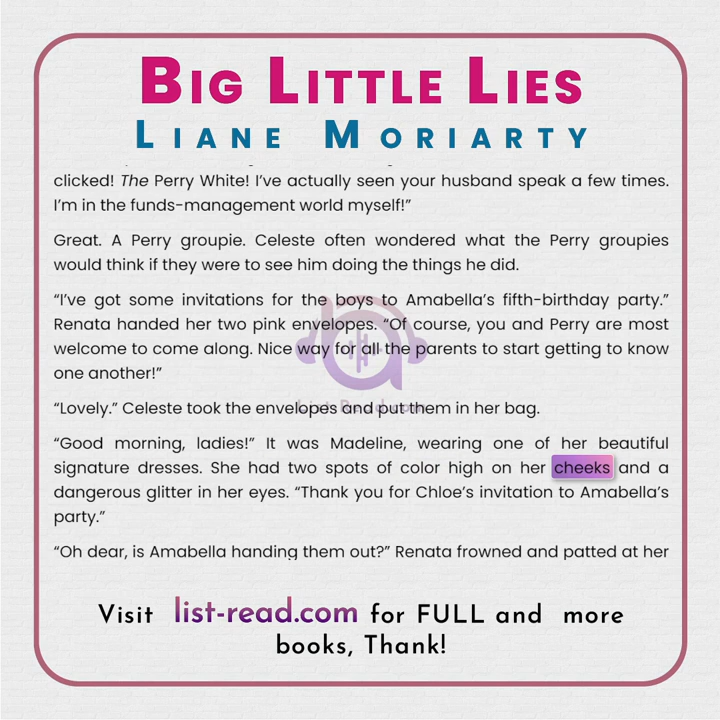 BIG LITTLE LIES
LIANE MORIARTY
clicked! The Perry White! I’ve actually seen your husband speak a few times.
I’m in the funds-management world myself!”
Great. A Perry groupie. Celeste often wondered what the Perry groupies
would think if they were to see him doing the things he did.
“I’ve got some invitations for the boys to Amabella’s fifth-birthday party.”
Renata handed her two pink envelopes. “Of course, you and Perry are most
welcome to come along. Nice way for all the parents to start getting to know
one another!”
“Lovely.” Celeste took the envelopes and put them in her bag.
“Good morning, ladies!” It was Madeline, wearing one of her beautiful
signature dresses. She had two spots of color high on her cheeks and a
dangerous glitter in her eyes. “Thank you for Chloe’s invitation to Amabella’s
party.”
“Oh dear, is Amabella handing them out?” Renata frowned and patted at her
Visit list-read.com for FULL and more
books, Thank!